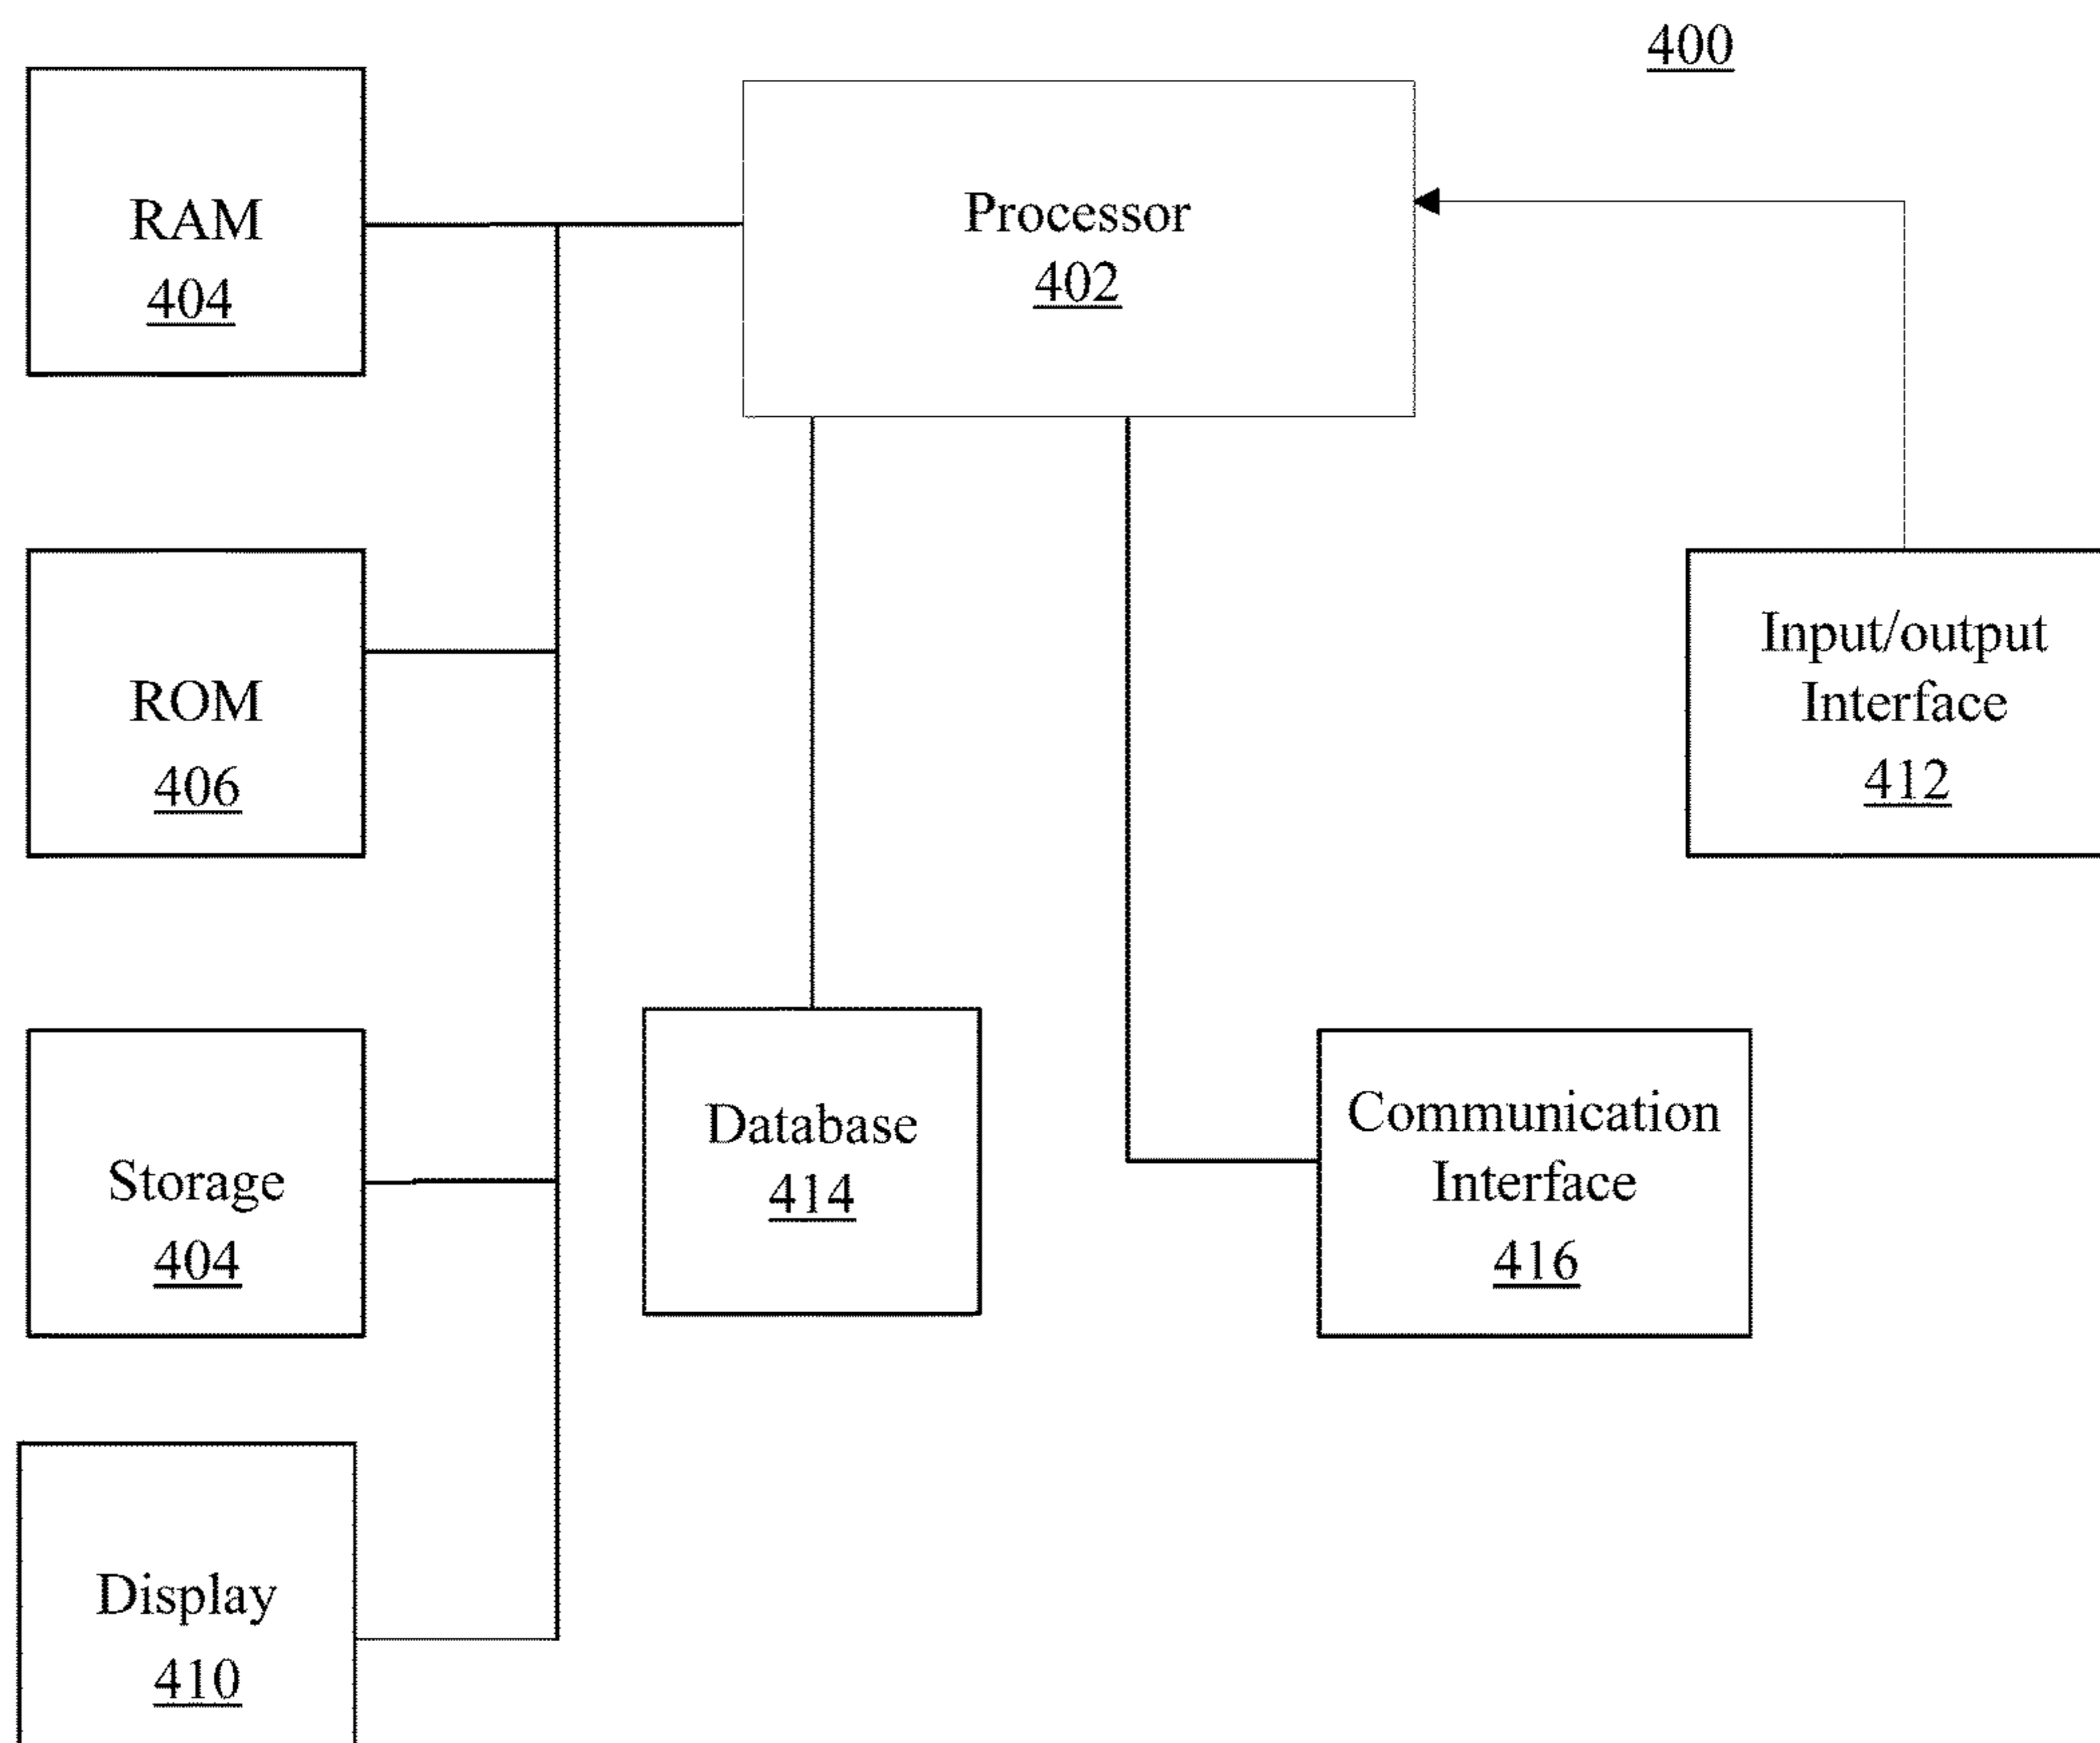 400
RAM
404
Processor
402
ROM
406
Input/output
Interface
412
Storage
404
Database
414
Communication
Interface
416
Display
410